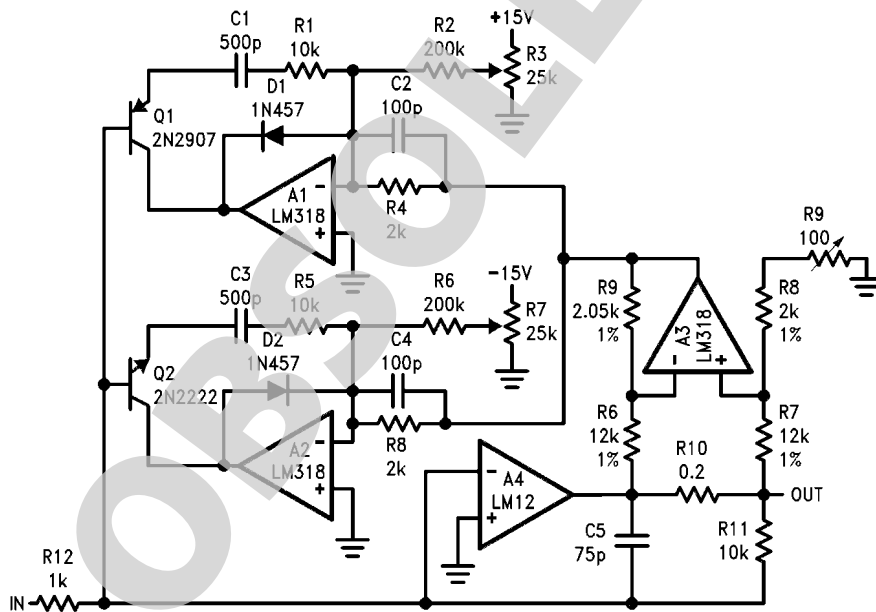 C1
500p
R1
10k
R2
200k
+15V
R3
25k
D1
1N457
C2
100p
Q1
2N2907
A1
LM318
−
+
R4
2k
C3
500p
R5
10k
R6
200k
−15V
R7
25k
D2
1N457
C4
100p
Q2
2N2222
A2
LM318
−
+
R8
2k
R9
2.05k
1%
A3
LM318
−
+
R8
2k
1%
R9
100
R6
12k
1%
R7
12k
1%
A4
LM12
−
+
R10
0.2
OUT
C5
75p
R11
10k
R12
1k
IN
OBSOLE